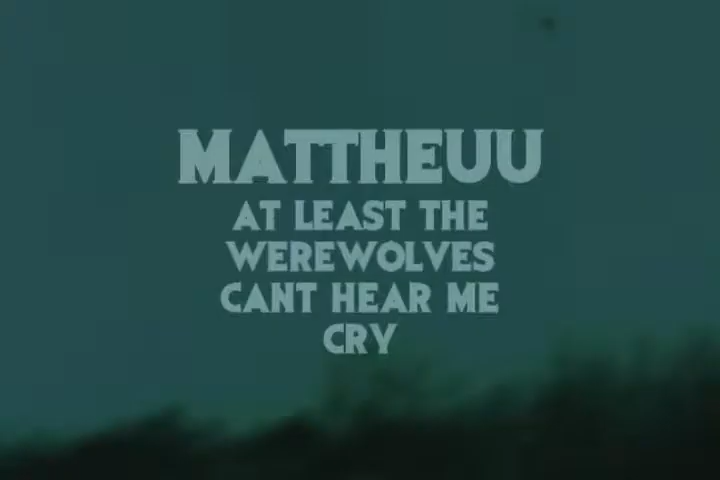 MATTHEUU
AT LEAST THE
WEREWOLVES
CANT HEAR ME
CRY